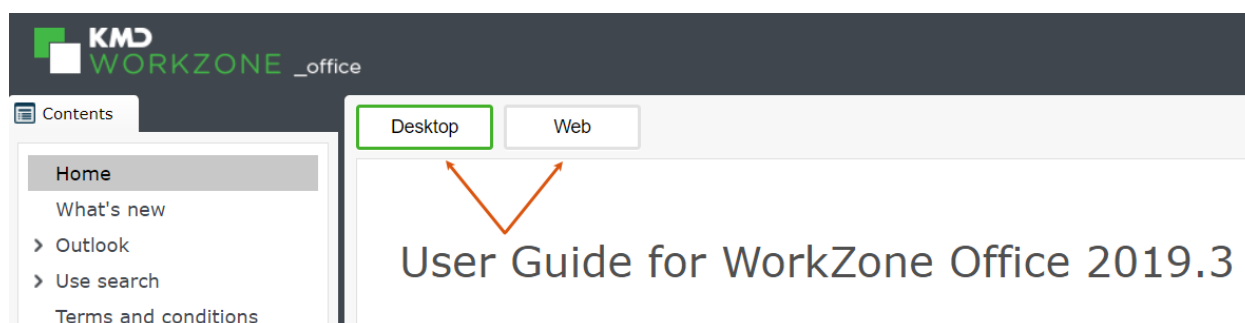 KMD
WORKZONE _office
Contents
Desktop
Web
Home
What's new
Outlook
Use search
Terms and conditions
User Guide for WorkZone Office 2019.3